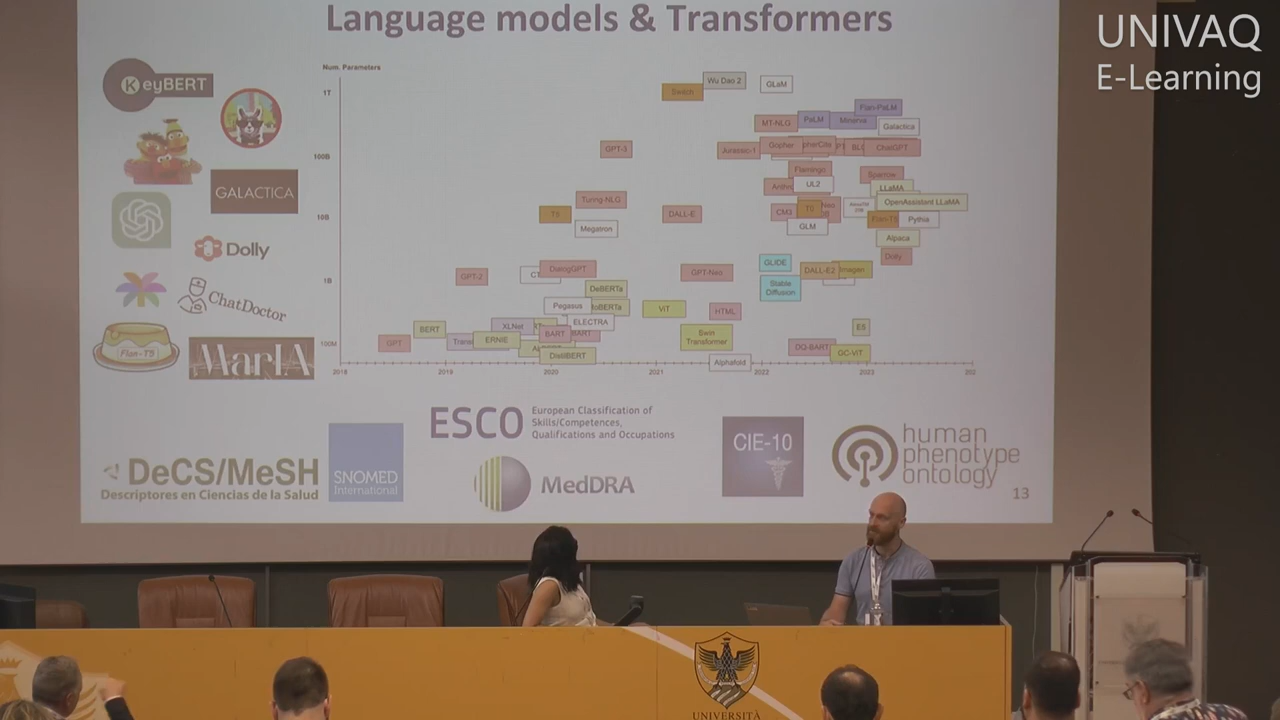 Language models & Transformers
UNIVAQ
E-Learning
Num. Parameters
1T
100B
10B
1B
100M
2018
2019
2020
2021
2022
2023
KeyBERT
GALACTICA
Dolly
ChatDoctor
Flan-T5
MarIA
Switch
Wu Dao 2
GLaM
Flan-PaLM
MT-NLG
PaLM
Minerva
Galactica
GPT-3
Jurassic-1
Gopher
ChatGPT
Flamingo
Sparrow
UL2
LLaMA
Turing-NLG
OpenAssistant LLaMA
T5
DALL-E
CM3
T0
Flan-T5
Pythia
Megatron
GLM
Alpaca
Dolly
GPT-2
DialogGPT
GPT-Neo
GLIDE
DALL-E2
Imagen
Stable
Diffusion
DeBERTa
Pegasus
ViT
HTML
ELECTRA
BERT
XLNet
E5
GPT
ERNIE
BART
Swin
Transformer
DQ-BART
GC-ViT
DistilBERT
Alphafold
DeCS/MeSH
Descriptores en Ciencias de la Salud
SNOMED
International
ESCO
European Classification of
Skills/Competences,
Qualifications and Occupations
MedDRA
CIE-10
human
phenotype
ontology
13
UNIVERSITÀ